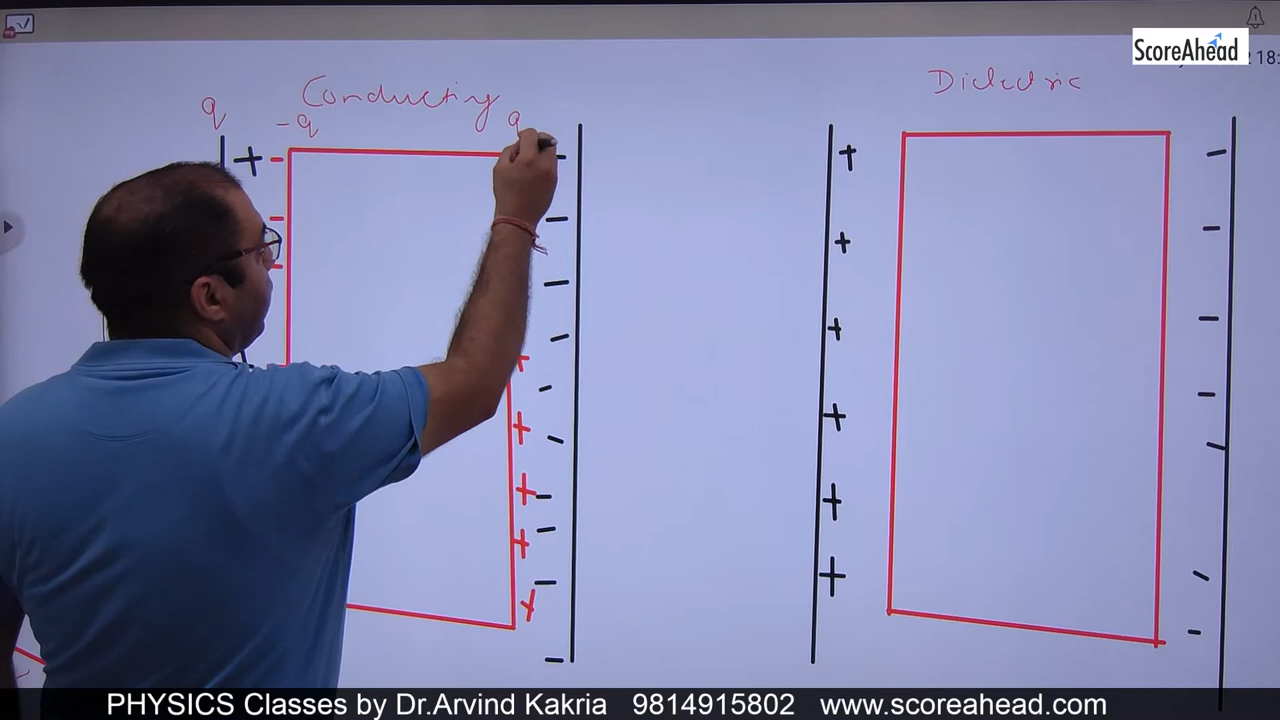 ScoreAhead
Conducting
Dielectric
q
-q
q
PHYSICS Classes by Dr.Arvind Kakria 9814915802 www.scoreahead.com